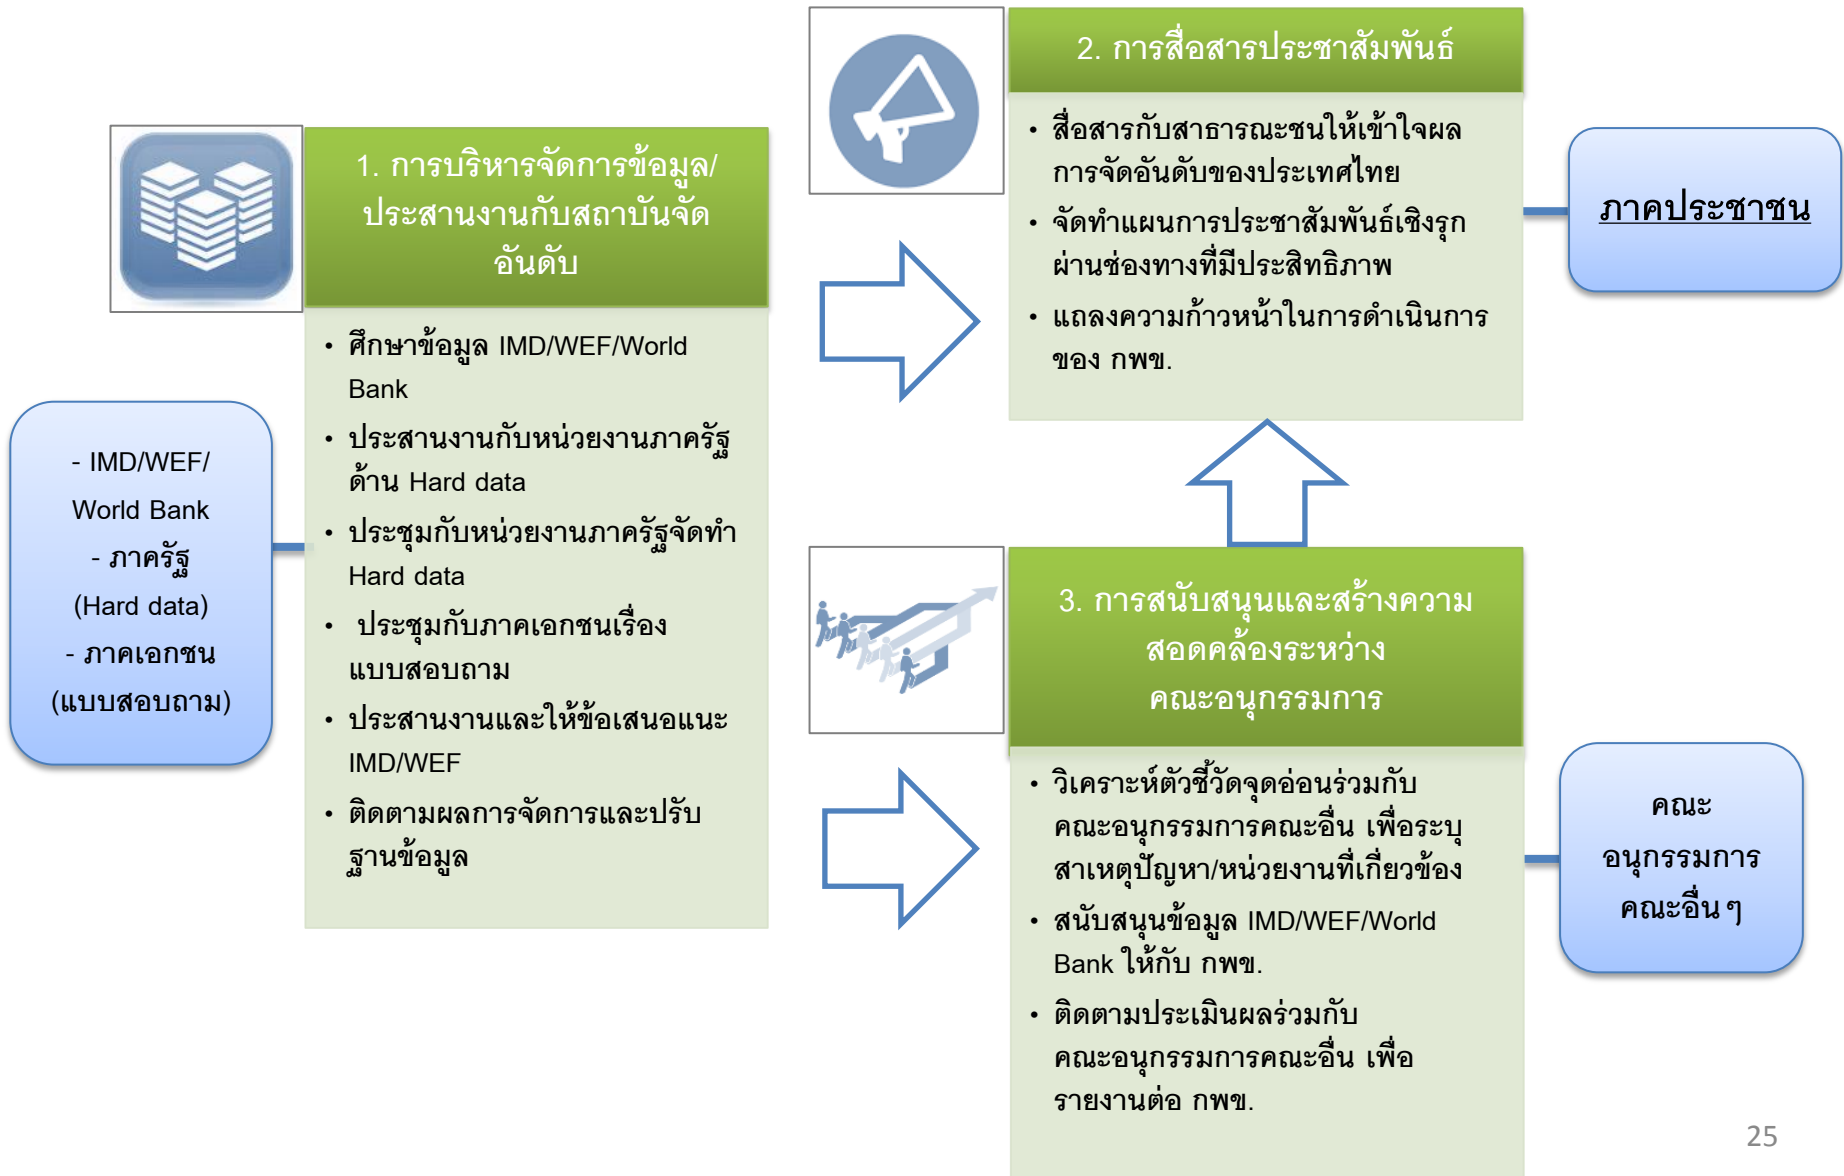 - IMD/WEF/
World Bank
- ภาครัฐ
(Hard data)
- ภาคเอกชน
(แบบสอบถาม)
1. การบริหารจัดการข้อมูล/
ประสานงานกับสถาบันจัด
อันดับ
• ศึกษาข้อมูล IMD/WEF/World
Bank
• ประสานงานกับหน่วยงานภาครัฐ
ด้าน Hard data
• ประชุมกับหน่วยงานภาครัฐจัดทำ
Hard data
• ประชุมกับภาคเอกชนเรื่อง
แบบสอบถาม
• ประสานงานและให้ข้อเสนอแนะ
IMD/WEF
• ติดตามผลการจัดการและปรับ
ฐานข้อมูล
2. การสื่อสารประชาสัมพันธ์
• สื่อสารกับสาธารณะชนให้เข้าใจผล
การจัดอันดับของประเทศไทย
• จัดทำแผนการประชาสัมพันธ์เชิงรุก
ผ่านช่องทางที่มีประสิทธิภาพ
• แถลงความก้าวหน้าในการดำเนินการ
ของ กพข.
ภาคประชาชน
3. การสนับสนุนและสร้างความ
สอดคล้องระหว่าง
คณะอนุกรรมการ
• วิเคราะห์ตัวชี้วัดจุดอ่อนร่วมกับ
คณะอนุกรรมการคณะอื่น เพื่อระบุ
สาเหตุปัญหา/หน่วยงานที่เกี่ยวข้อง
• สนับสนุนข้อมูล IMD/WEF/World
Bank ให้กับ กพข.
• ติดตามประเมินผลร่วมกับ
คณะอนุกรรมการคณะอื่น เพื่อ
รายงานต่อ กพข.
คณะ
อนุกรรมการ
คณะอื่น ๆ
25